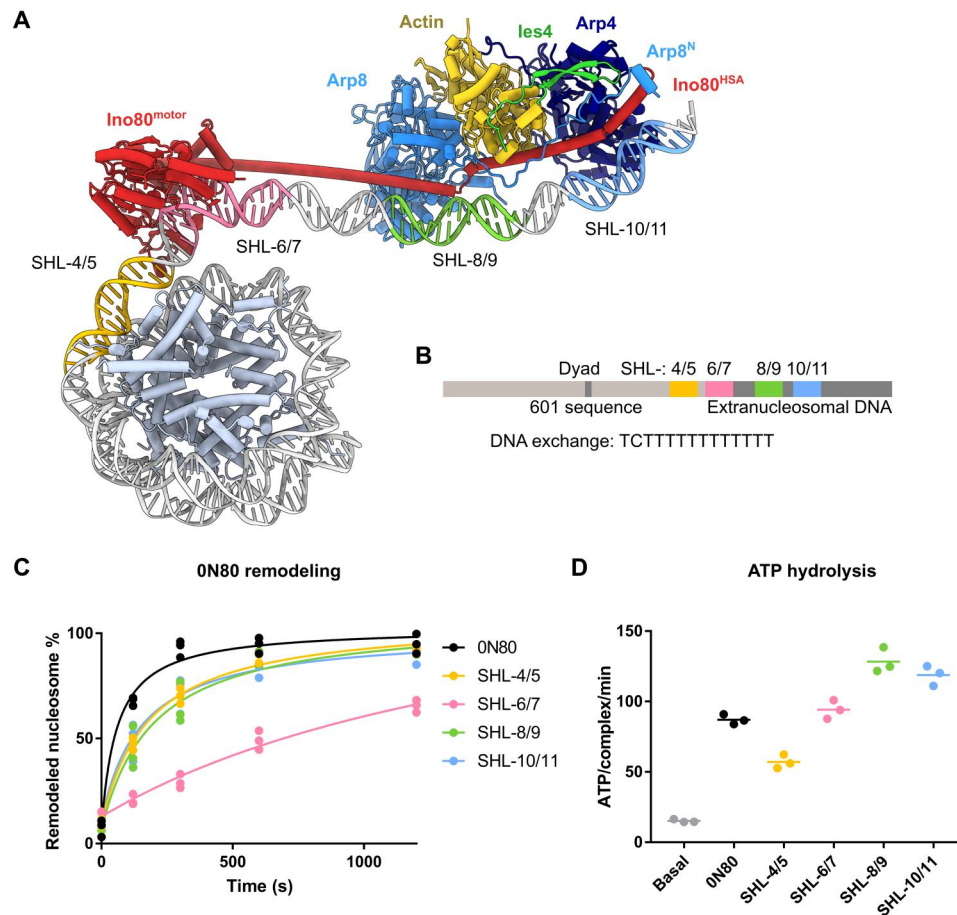 A
Actin
Ies4
Arp4
Arp8
Arp8N
Ino80HSA
Ino80motor
SHL-10/11
SHL-6/7
SHL-8/9
SHL-4/5
B
Dyad SHL-: 4/5 6/7 8/9 10/11
601 sequence Extranucleosomal DNA
DNA exchange: TCTTTTTTTTTTTT
C
0N80 remodeling
Remodeled nucleosome %
100
50
0
0 500 1000
Time (s)
0N80
SHL-4/5
SHL-6/7
SHL-8/9
SHL-10/11
D
ATP hydrolysis
ATP/complex/min
150
100
50
0
Basal
0N80
SHL-4/5
SHL-6/7
SHL-8/9
SHL-10/11